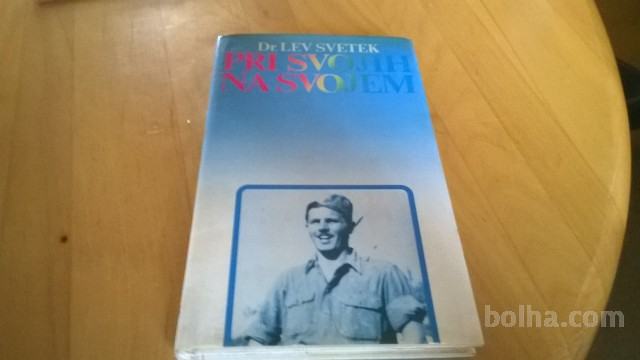 Dr. LEV SVETEK
PRI SVOJIH
NA SVOJEM
bolha.com